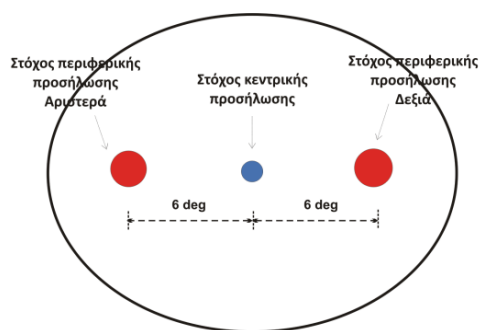 Στόχος περιφερικής
προσήλωσης
Αριστερά
Στόχος κεντρικής
προσήλωσης
Στόχος περιφερικής
προσήλωσης
Δεξιά
6 deg
6 deg